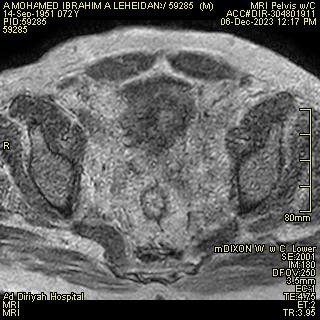 A MOHAMED IBRAHIM A LEHEIDAN:/ 59285 (M)
14-Sep-1951 072Y
PID:59285
59285
MRI Pelvis w/C
ACC#DIR-304801911
06-Dec-2023 12:17 PM
R
80mm
mDIXON W w C Lower
SE:2001
IM:180
DFOV:250
3.5mm
EC:1
TE:4.75
ET:2
TR:3.95
Ad Diriyah Hospital
MRI
MRI